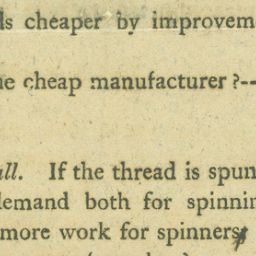 ls cheaper by improvem
he cheap manufacturer?--
all. If the thread is spun
demand both for spinnin
more work for spinners,